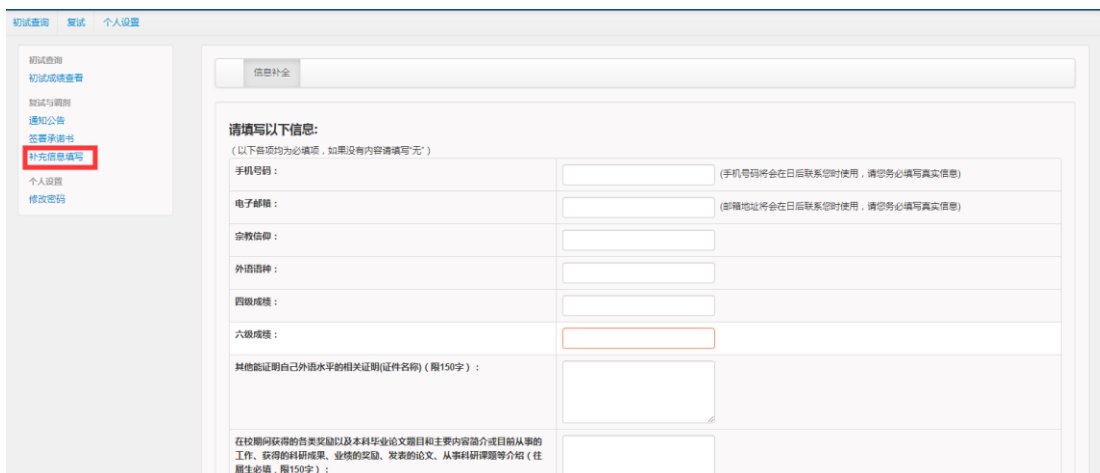 初试查询 复试 个人设置
初试查询
初试成绩查看
复试与调剂
通知公告
签署承诺书
补充信息填写
个人设置
修改密码
信息补全
请填写以下信息:
(以下各项均为必填项，如果没有内容请填写"无")
手机号码：
(手机号码将会在日后联系您时使用，请您务必填写真实信息)
电子邮箱：
(邮箱地址将会在日后联系您时使用，请您务必填写真实信息)
宗教信仰：
外语语种：
四级成绩：
六级成绩：
其他能证明自己外语水平的相关证明(证件名称)(限150字)：
在校期间获得的各类奖励以及本科毕业论文题目和主要内容简介或目前从事的
工作、获得的科研成果、业绩的奖励、发表的论文、从事科研课题等介绍(往
届生必填，限150字)：